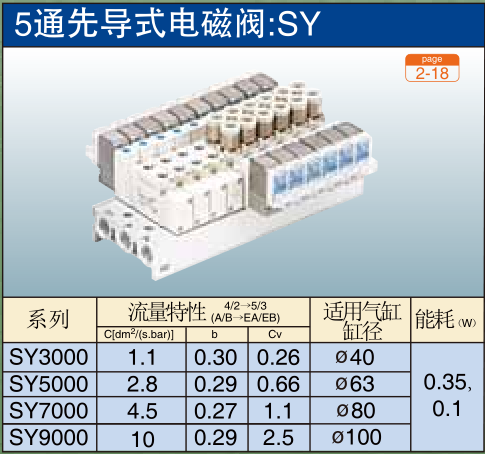 5通先导式电磁阀:SY
page
2-18
系列 流量特性 4/2→5/3 (A/B→EA/EB) 适用气缸缸径 能耗(W)
C[dm²/(s.bar)] b Cv
SY3000 1.1 0.30 0.26 ø40 0.35, 0.1
SY5000 2.8 0.29 0.66 ø63
SY7000 4.5 0.27 1.1 ø80
SY9000 10 0.29 2.5 ø100